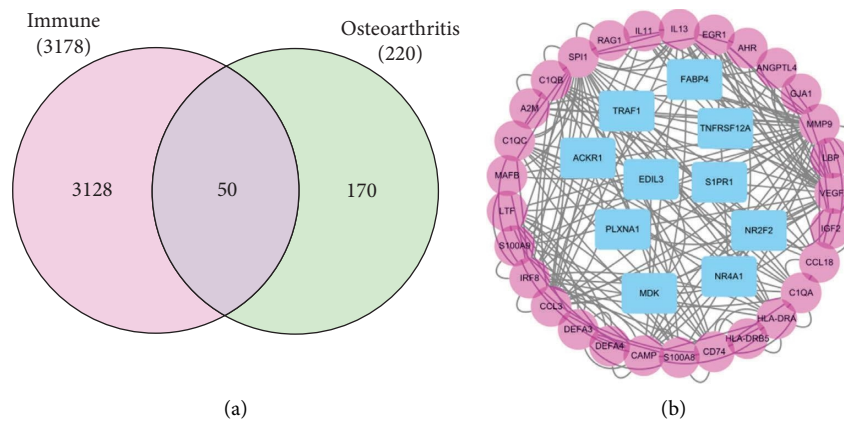 Immune
(3178)
Osteoarthritis
(220)
3128
50
170
(a)
IL11
IL13
RAG1
EGR1
SPI1
AHR
ANGPTL4
C1QB
GJA1
A2M
MMP9
C1QC
LBP
MAFB
VEGF
LTF
IGF2
S100A9
CCL18
IRF8
C1QA
CCL3
HLA-DRA
DEFA3
HLA-DRB5
DEFA4
CD74
CAMP
S100A8
FABP4
TRAF1
TNFRSF12A
ACKR1
EDIL3
S1PR1
PLXNA1
NR2F2
NR4A1
MDK
(b)